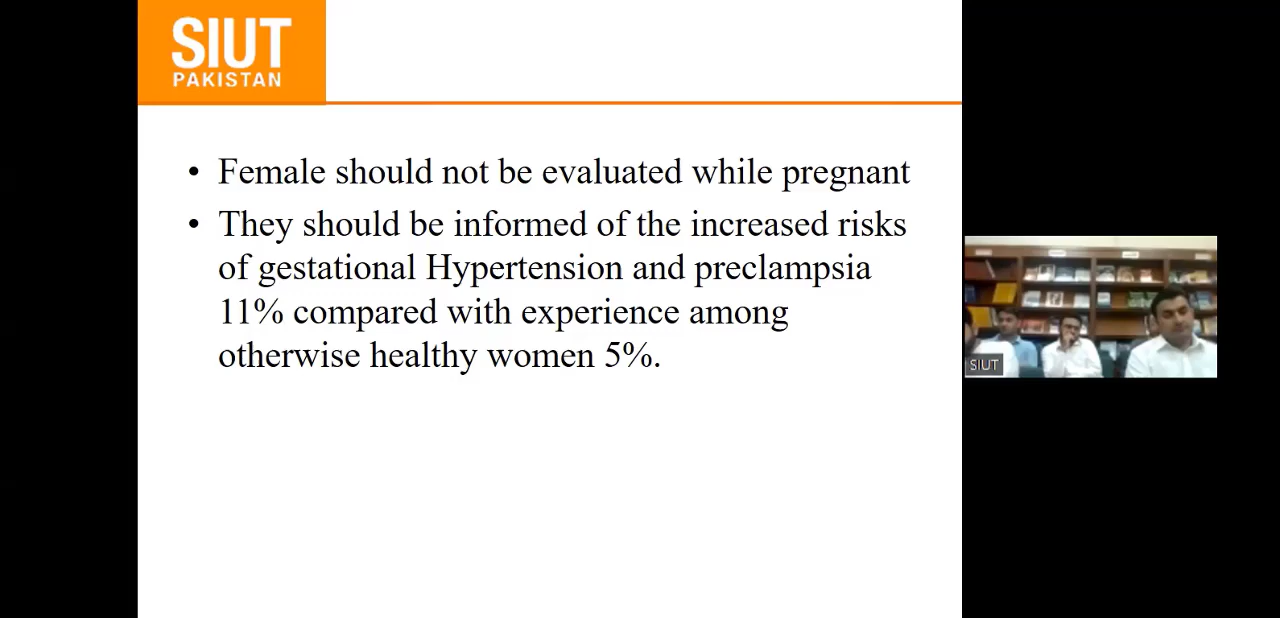 SIUT
PAKISTAN
• Female should not be evaluated while pregnant
• They should be informed of the increased risks
of gestational Hypertension and preclampsia
11% compared with experience among
otherwise healthy women 5%.
SIUT